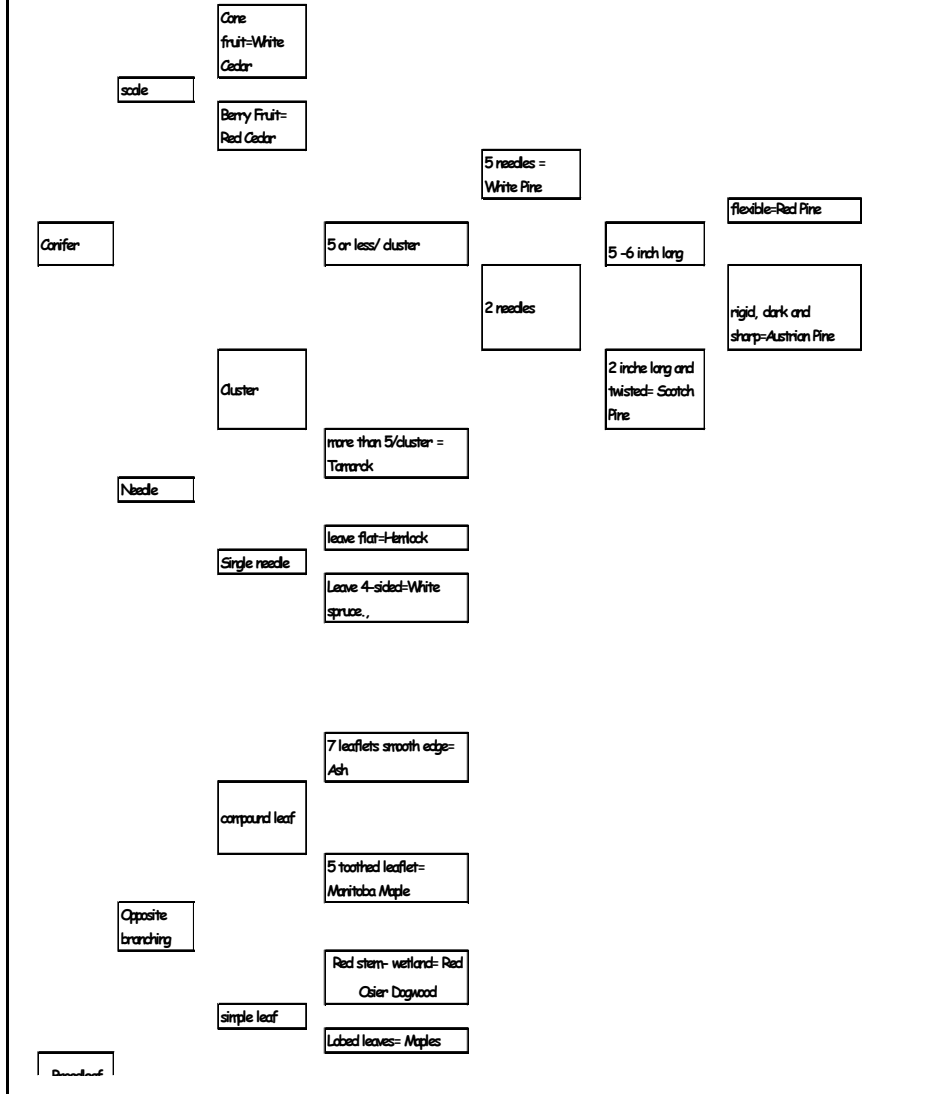 Cone
fruit=White
Cedar
scale
Berry Fruit=
Red Cedar
5 needles =
White Pine
flexible=Red Pine
Conifer
5 or less/ cluster
5 -6 inch long
2 needles
rigid, dark and
sharp=Austrian Pine
Cluster
2 inche long and
twisted= Scotch
Pine
more than 5/cluster =
Tamarck
Needle
leave flat=Hemlock
Single needle
Leave 4-sided=White
spruce.,
7 leaflets smooth edge=
Ash
compound leaf
5 toothed leaflet=
Manitoba Maple
Opposite
branching
Red stem- wetland= Red
Osier Dogwood
simple leaf
Lobed leaves= Maples